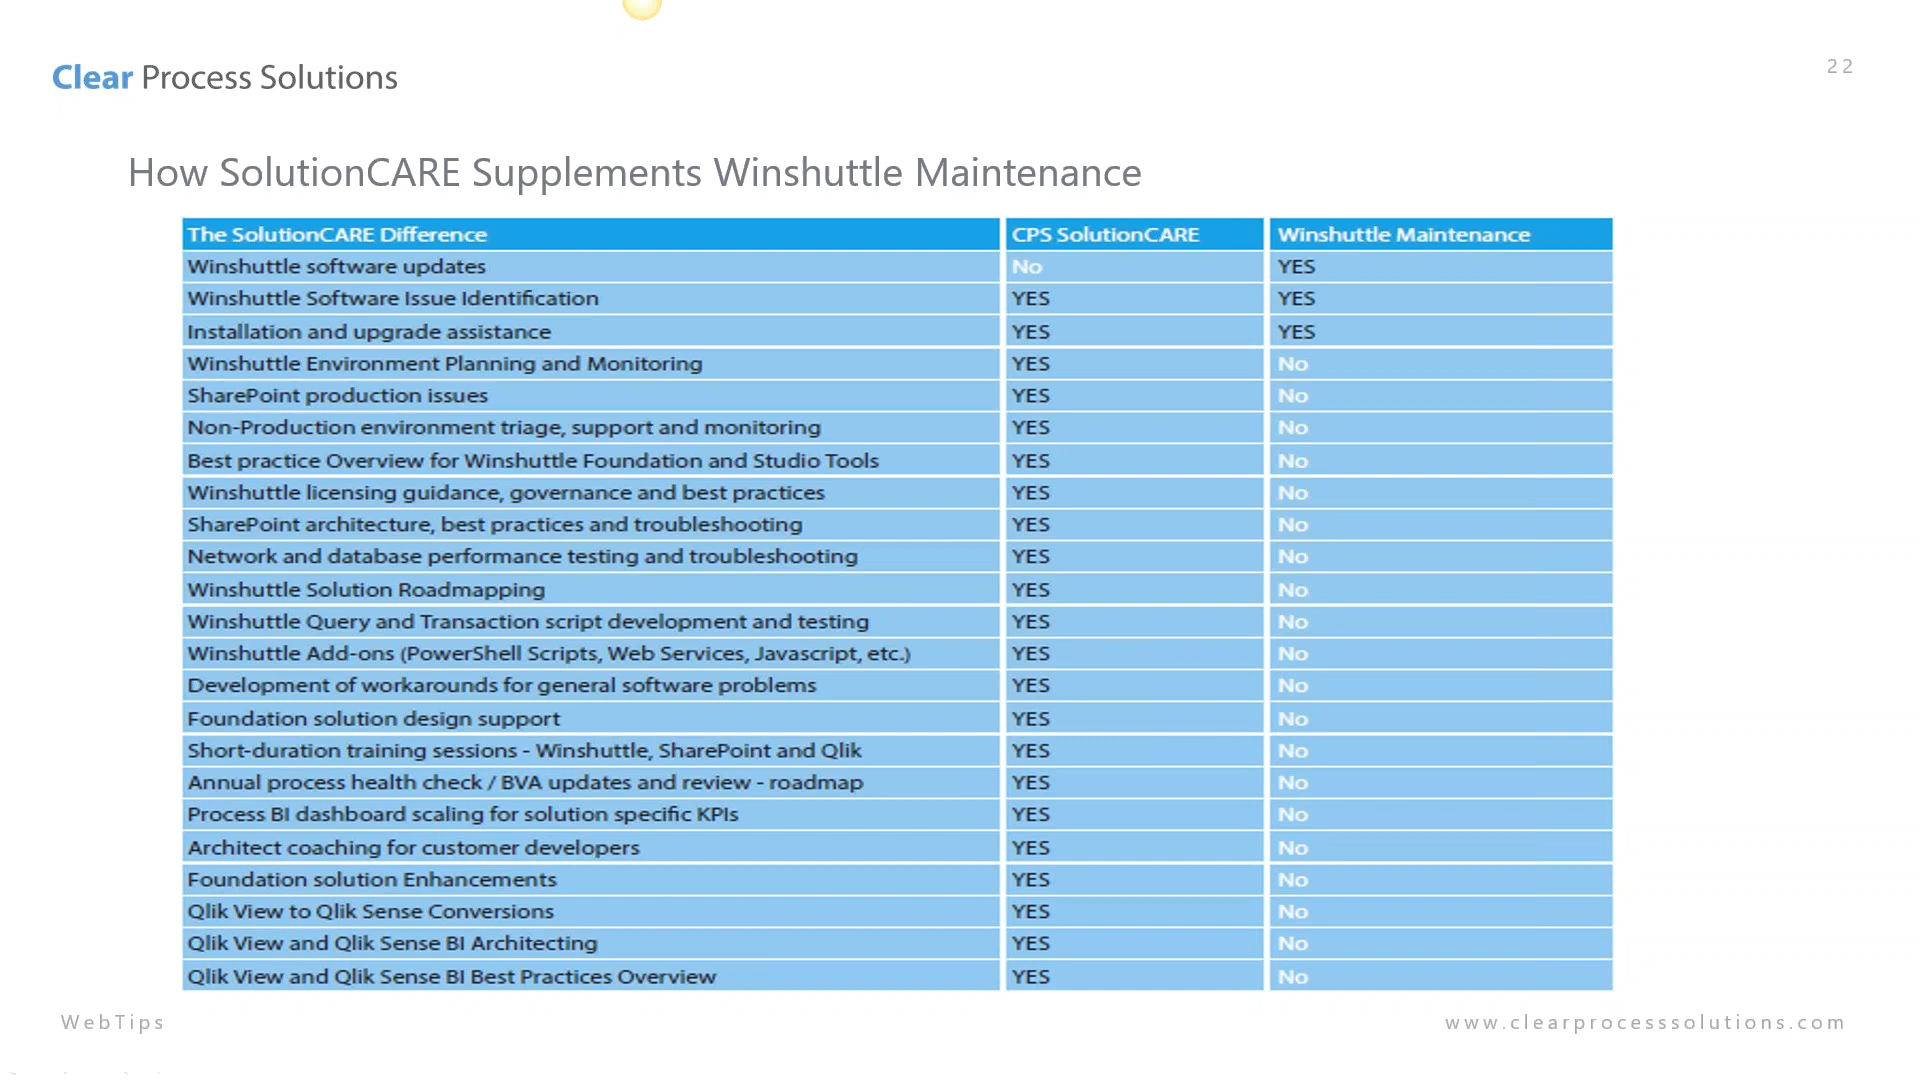 22
Clear Process Solutions
How SolutionCARE Supplements Winshuttle Maintenance
The SolutionCARE Difference CPS SolutionCARE Winshuttle Maintenance
Winshuttle software updates No YES
Winshuttle Software Issue Identification YES YES
Installation and upgrade assistance YES YES
Winshuttle Environment Planning and Monitoring YES No
SharePoint production issues YES No
Non-Production environment triage, support and monitoring YES No
Best practice Overview for Winshuttle Foundation and Studio Tools YES No
Winshuttle licensing guidance, governance and best practices YES No
SharePoint architecture, best practices and troubleshooting YES No
Network and database performance testing and troubleshooting YES No
Winshuttle Solution Roadmapping YES No
Winshuttle Query and Transaction script development and testing YES No
Winshuttle Add-ons (PowerShell Scripts, Web Services, Javascript, etc.) YES No
Development of workarounds for general software problems YES No
Foundation solution design support YES No
Short-duration training sessions - Winshuttle, SharePoint and Qlik YES No
Annual process health check / BVA updates and review - roadmap YES No
Process BI dashboard scaling for solution specific KPIs YES No
Architect coaching for customer developers YES No
Foundation solution Enhancements YES No
Qlik View to Qlik Sense Conversions YES No
Qlik View and Qlik Sense BI Architecting YES No
Qlik View and Qlik Sense BI Best Practices Overview YES No
WebTips www.clearprocesssolutions.com